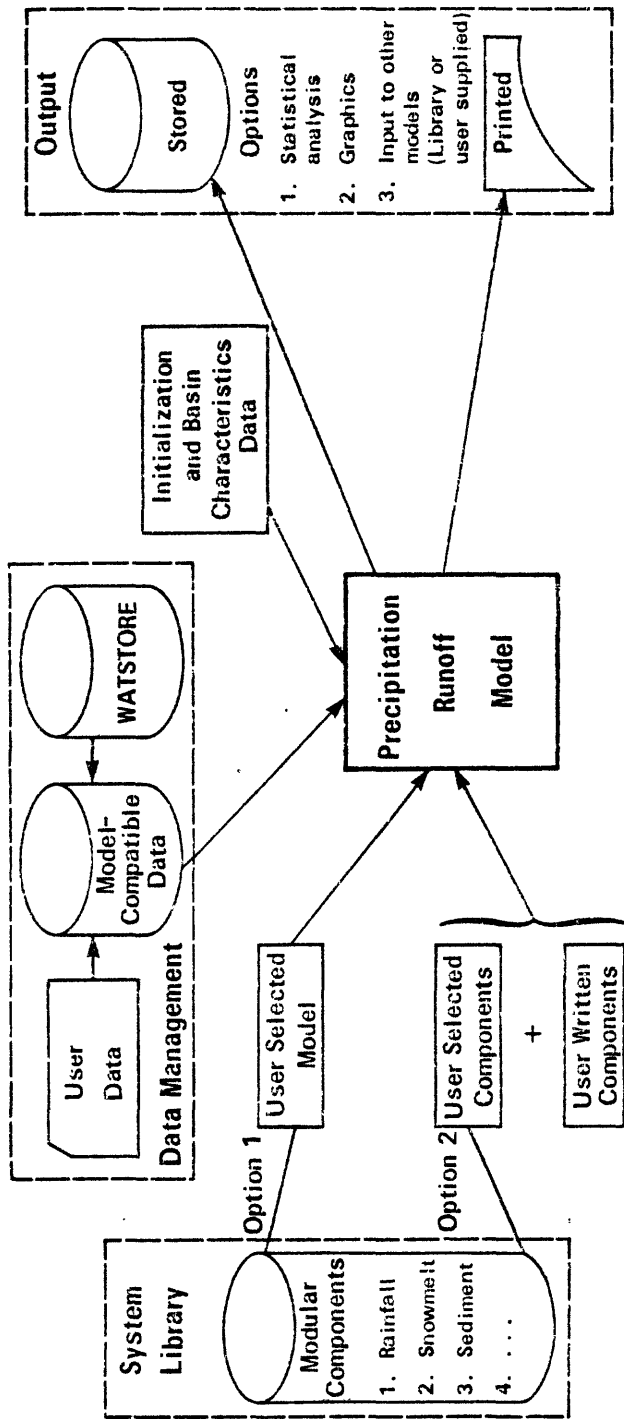 System
Library
Modular
Components
1. Rainfall
2. Snowmelt
3. Sediment
4. . . .
Option 1
Option 2
User Selected
Model
User Selected
Components
+
User Written
Components
User
Data
Model-
Compatible
Data
WATSTORE
Data Management
Initialization
and Basin
Characteristics
Data
Precipitation
Runoff
Model
Output
Stored
Options
1. Statistical
analysis
2. Graphics
3. Input to other
models
(Library or
user supplied)
Printed